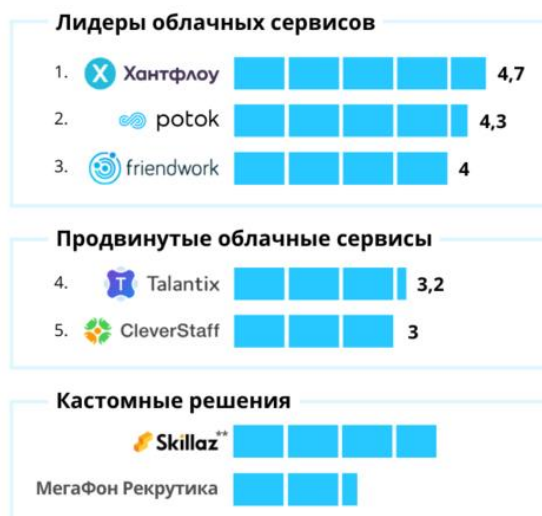 Лидеры облачных сервисов
1. X Хантфлоу 4,7
2. potok 4,3
3. friendwork 4
Продвинутые облачные сервисы
4. T Talantix 3,2
5. CleverStaff 3
Кастомные решения
Skillaz**
МегаФон Рекрутика